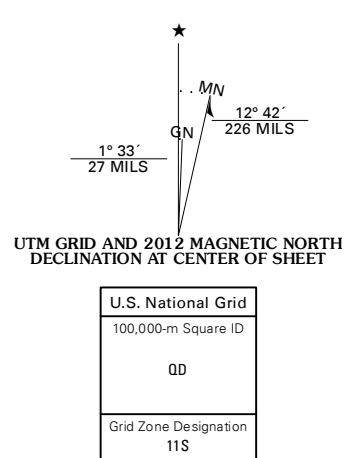 MN
12° 42´
226 MILS
GN
1° 33´
27 MILS
UTM GRID AND 2012 MAGNETIC NORTH
DECLINATION AT CENTER OF SHEET
U.S. National Grid
100,000-m Square ID
QD
Grid Zone Designation
11S